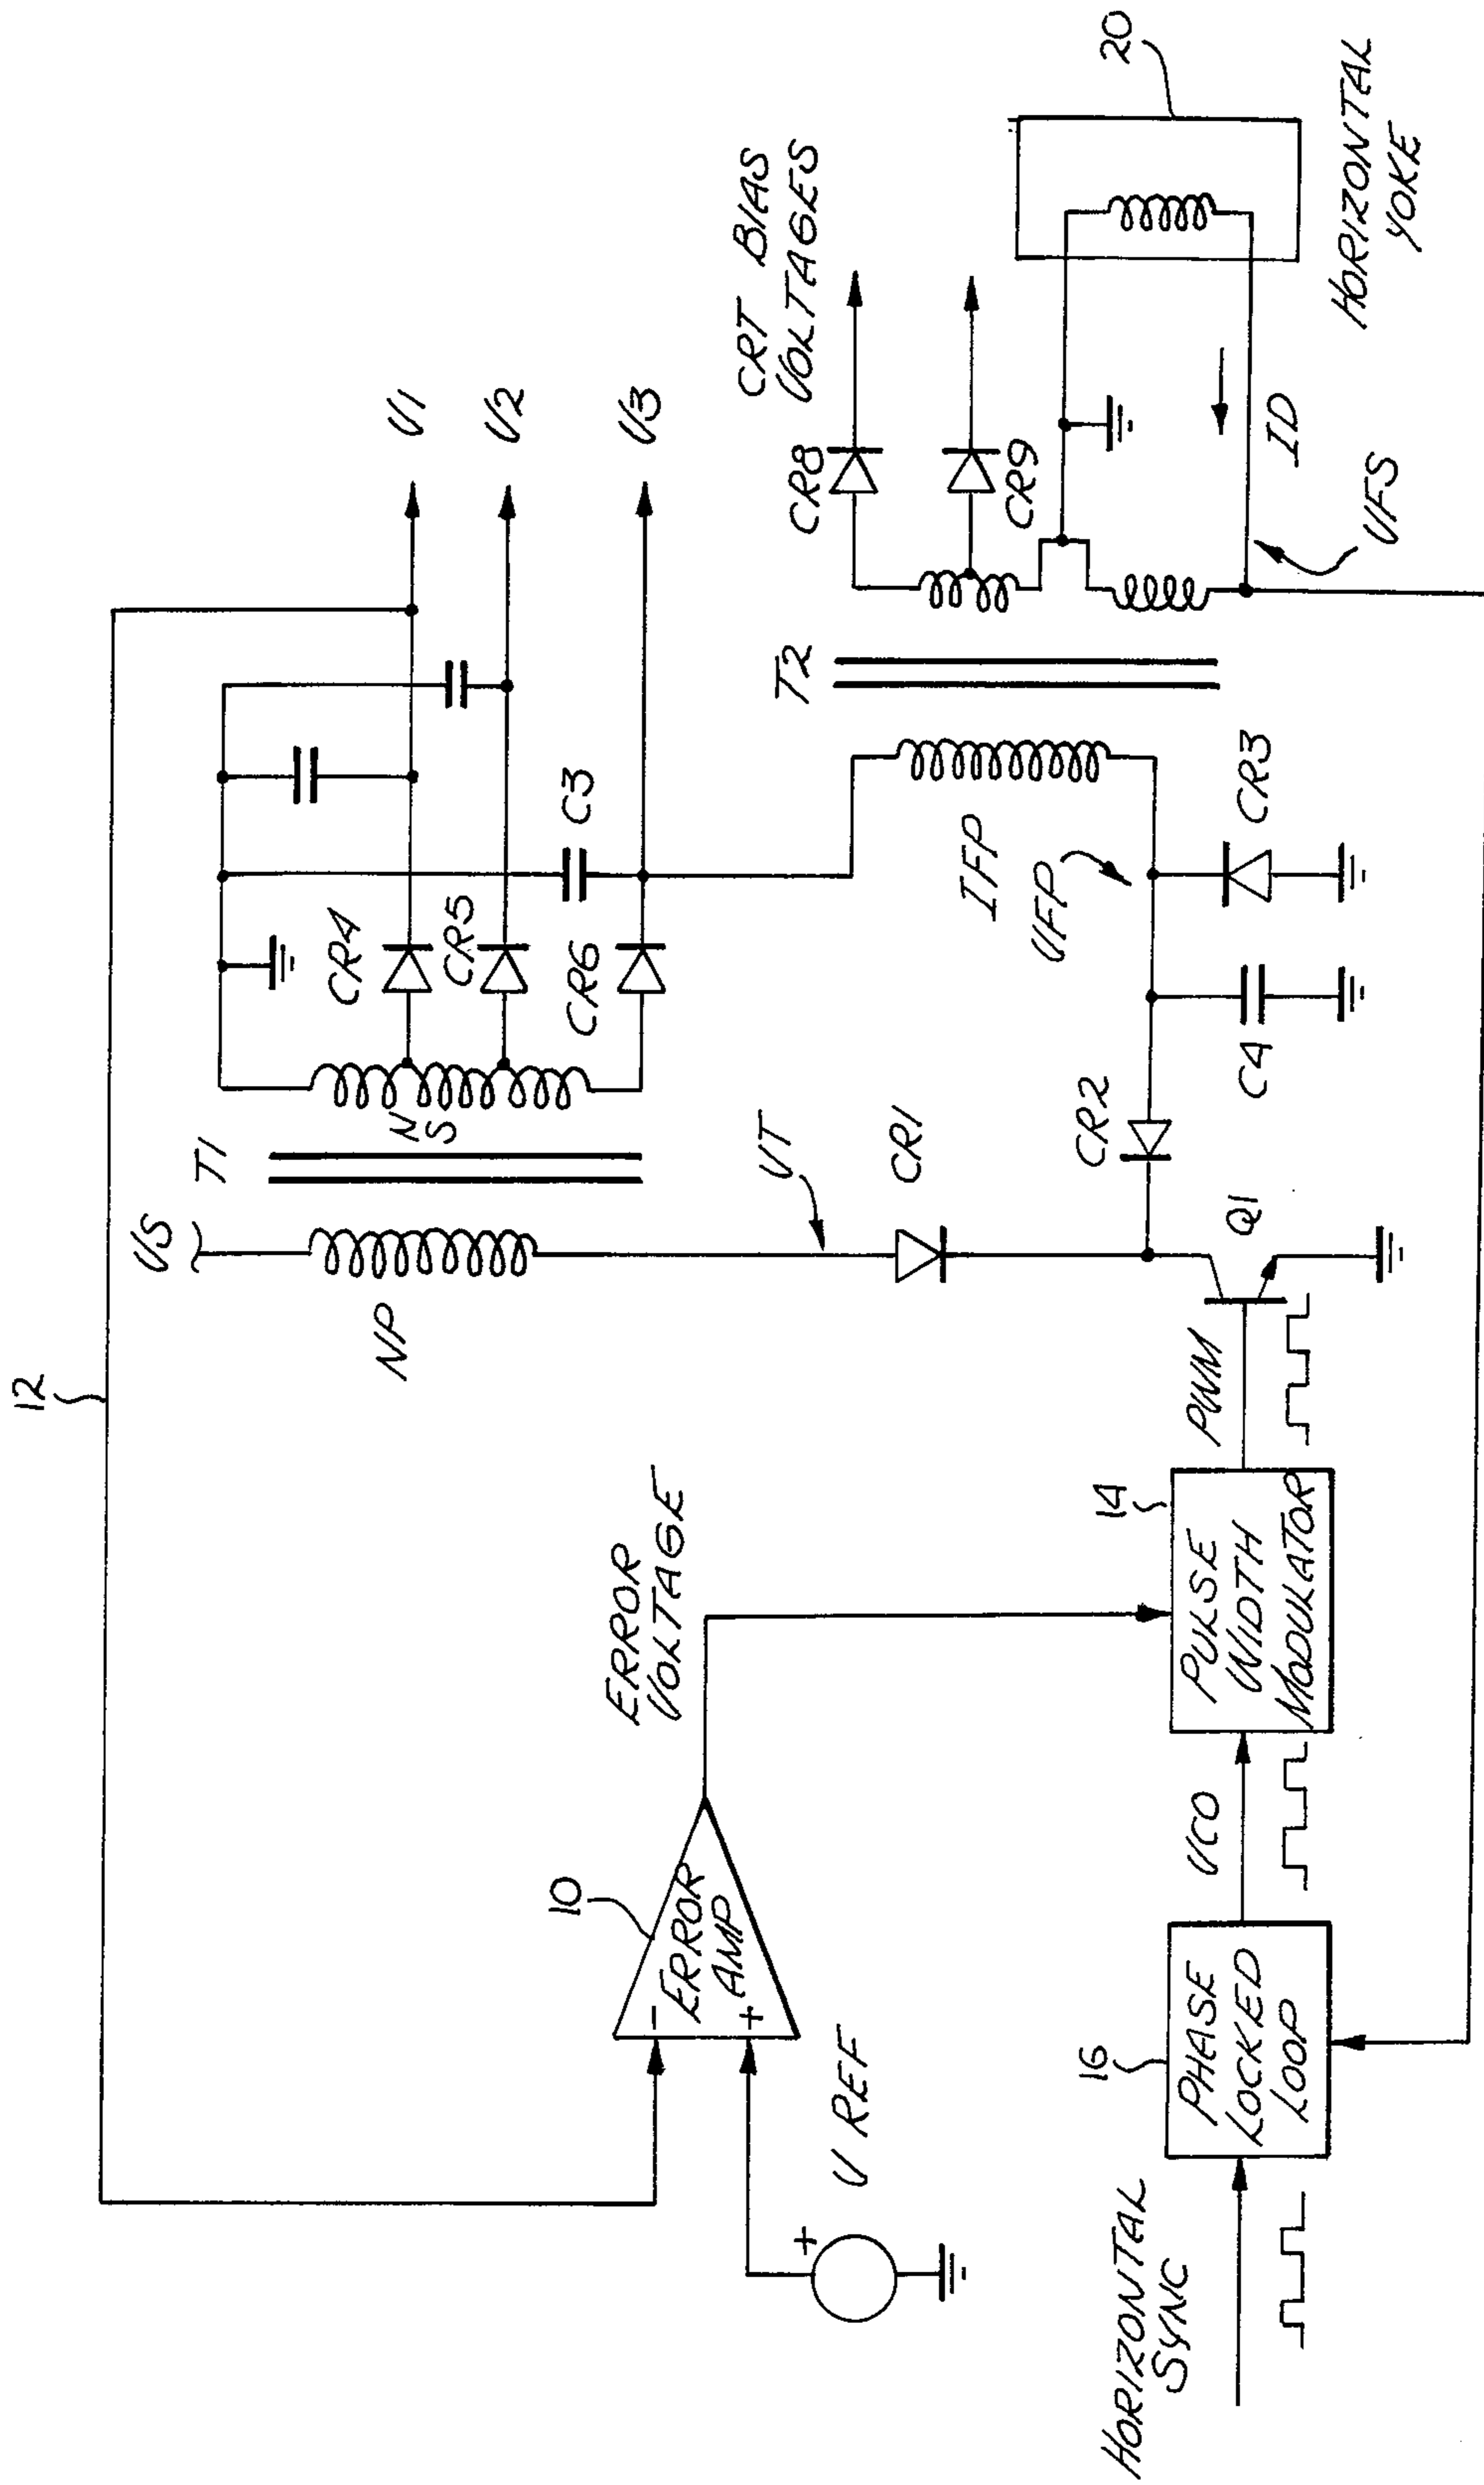 12
VS
T1
NP
N
S
VT
CR1
CR4
CR5
CR6
C3
V1
V2
V3
T2
CR8
CR9
CRT BIAS
VOLTAGES
20
HORIZONTAL
YOKE
ID
VFS
IFP
VFP
CR3
C4
CR2
Q1
PWM
14
PULSE
WIDTH
MODULATOR
ERROR
VOLTAGE
10
-
ERROR
AMP
+
V REF
+
VCO
16
PHASE
LOCKED
LOOP
HORIZONTAL
SYNC